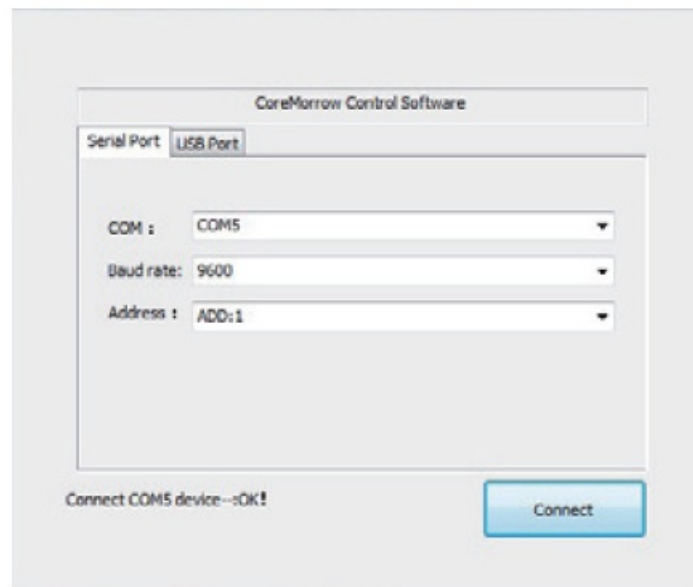 CoreMorrow Control Software
Serial Port USB Port
COM : COM5
Baud rate: 9600
Address : ADD:1
Connect COM5 device--:OK!
Connect